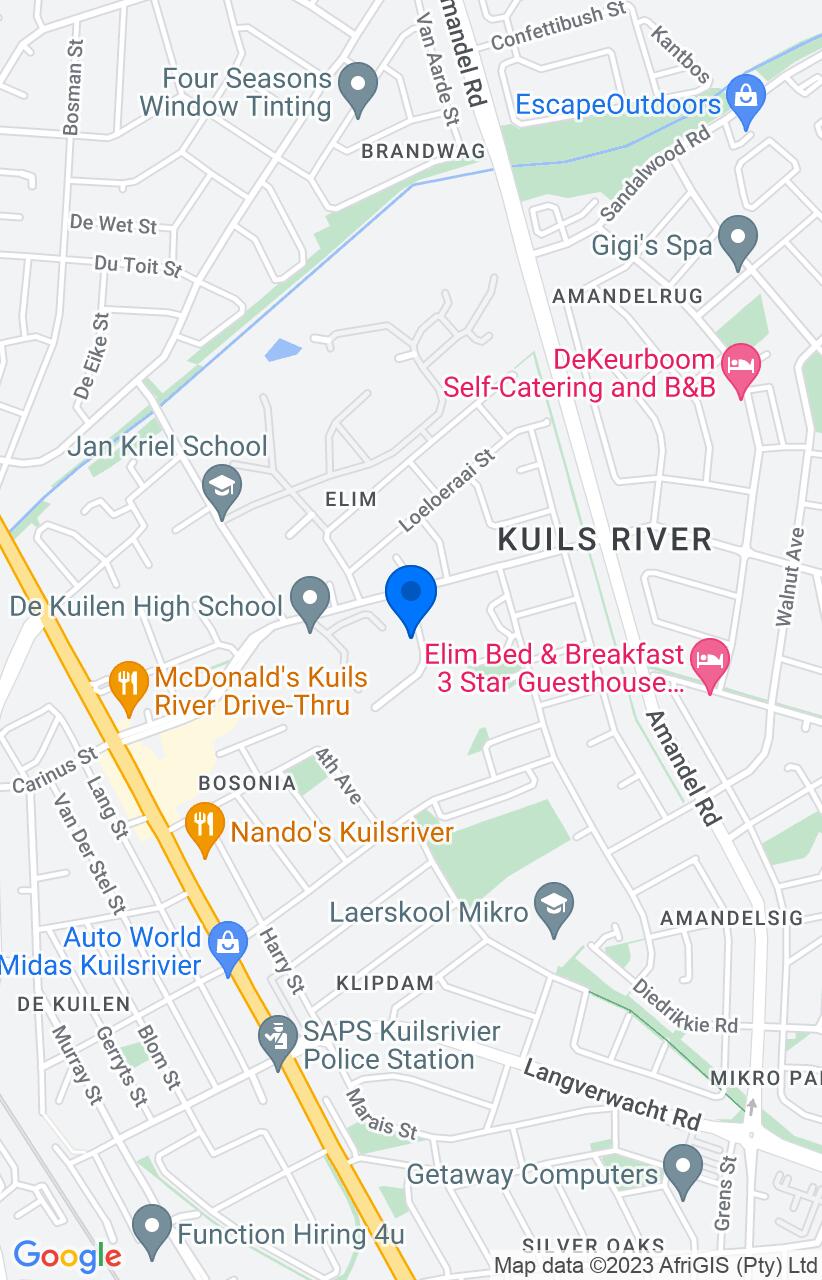 Confettibush St
Amandel Rd
Van Aarde St
Kantbos
Bosman St
Four Seasons
Window Tinting
EscapeOutdoors
BRANDWAG
Sandalwood Rd
De Wet St
Gigi's Spa
Du Toit St
AMANDELRUG
De Eike St
DeKeurboom
Self-Catering and B&B
Jan Kriel School
Loeloeraai St
ELIM
KUILS RIVER
Walnut Ave
De Kuilen High School
Elim Bed & Breakfast
3 Star Guesthouse...
McDonald's Kuils
River Drive-Thru
Amandel Rd
Carinus St
4th Ave
BOSONIA
Lang St
Nando's Kuilsriver
Van Der Stel St
Laerskool Mikro
AMANDELSIG
Auto World
Midas Kuilsrivier
Harry St
KLIPDAM
DE KUILEN
Diedrikkie Rd
SAPS Kuilsrivier
Police Station
Murray St
Gerryts St
Blom St
Langverwacht Rd
MIKRO PA
Marais St
Getaway Computers
Grens St
Function Hiring 4u
SILVER OAKS
Google
Map data ©2023 AfriGIS (Pty) Ltd